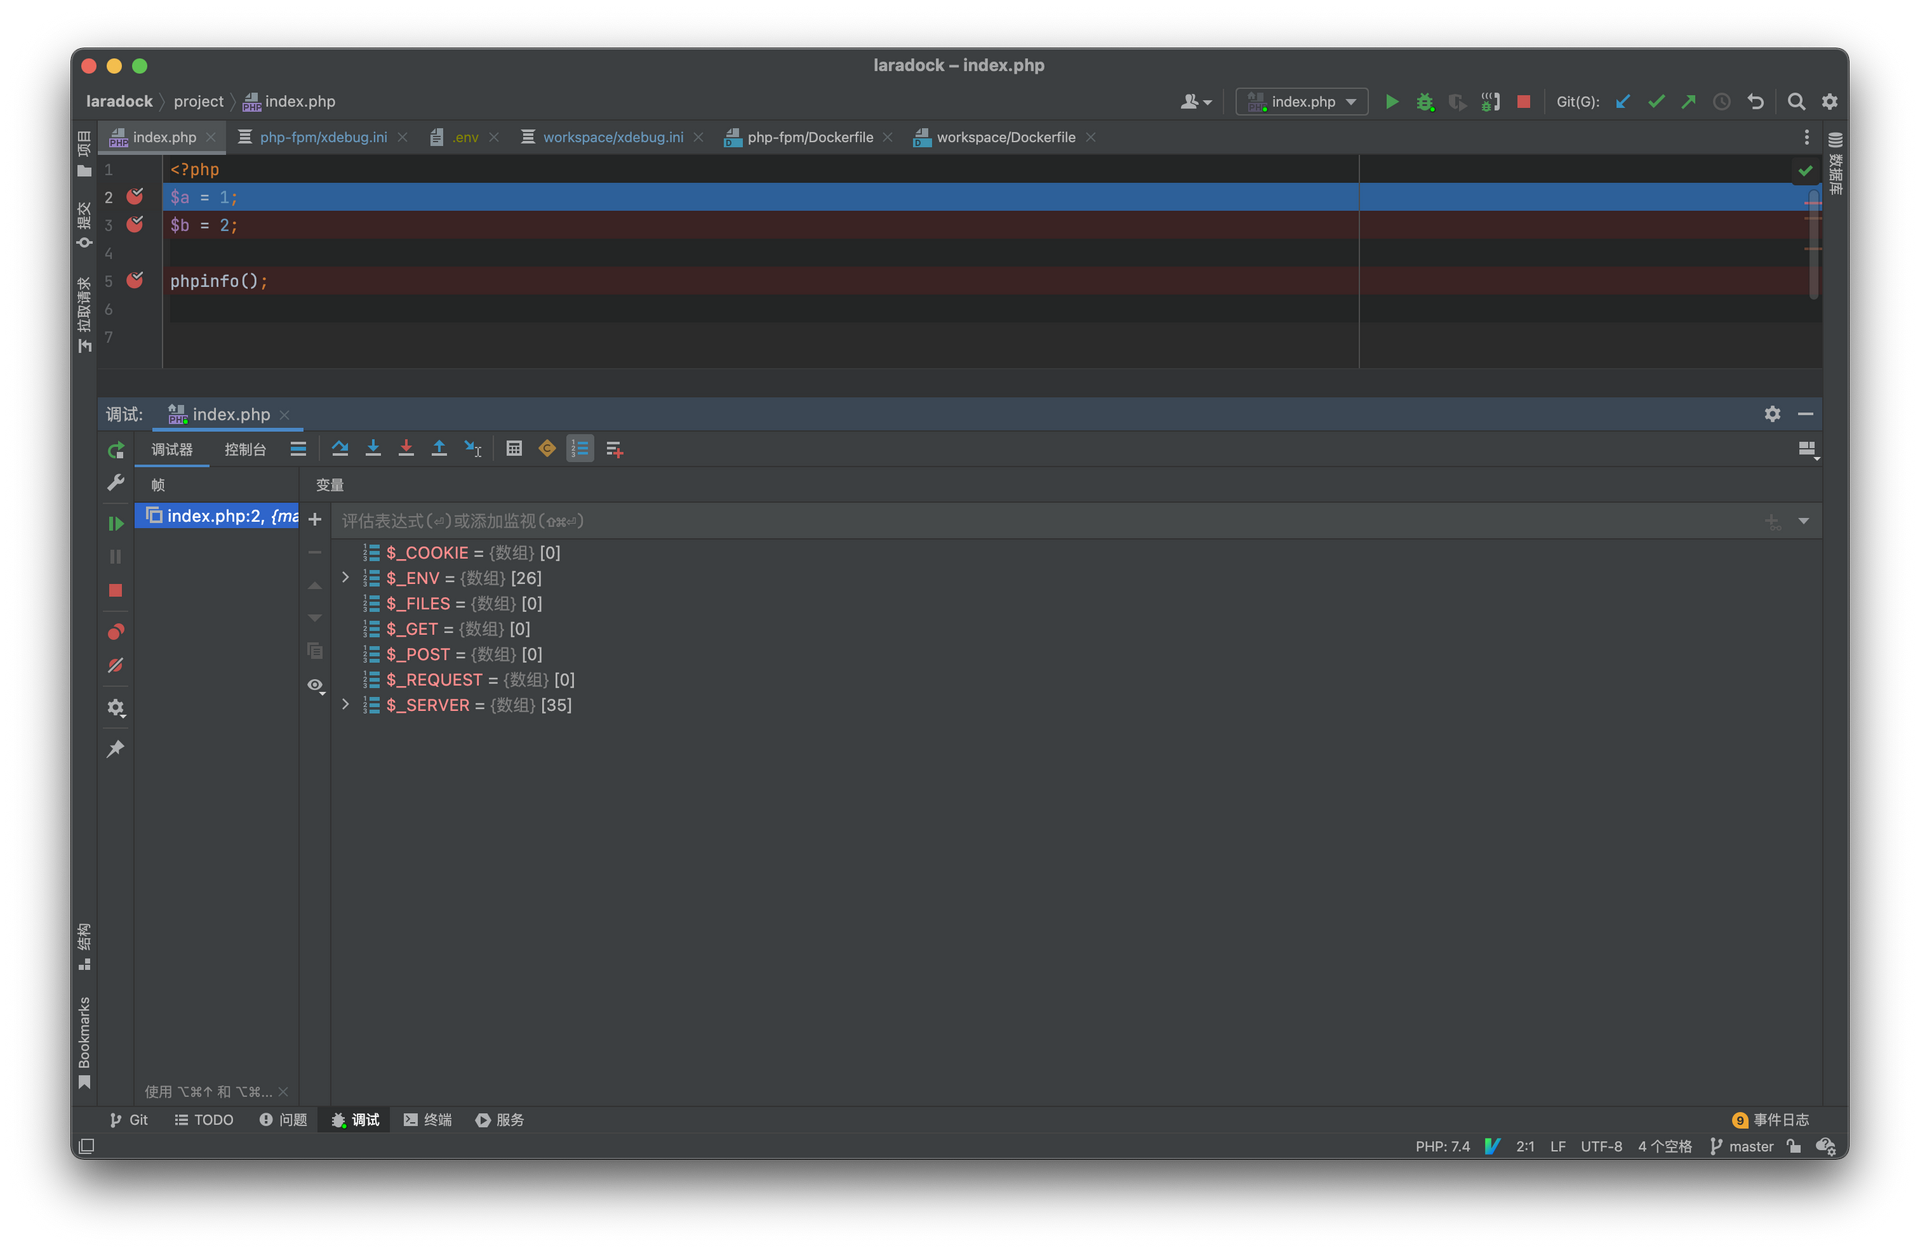 laradock – index.php
laradock project index.php
index.php Git(G):
index.php php-fpm/xdebug.ini .env workspace/xdebug.ini php-fpm/Dockerfile workspace/Dockerfile
项目
提交
拉取请求
结构
Bookmarks
数据库
1 <?php
2 $a = 1;
3 $b = 2;
4
5 phpinfo();
6
7
调试: index.php
调试器 控制台
帧 变量
index.php:2, {ma
评估表达式(⏎)或添加监视(⇧⌘⏎)
$_COOKIE = {数组} [0]
$_ENV = {数组} [26]
$_FILES = {数组} [0]
$_GET = {数组} [0]
$_POST = {数组} [0]
$_REQUEST = {数组} [0]
$_SERVER = {数组} [35]
使用 ⌥⌘↑ 和 ⌥⌘...
Git TODO 问题 调试 终端 服务 9 事件日志
PHP: 7.4 2:1 LF UTF-8 4 个空格 master